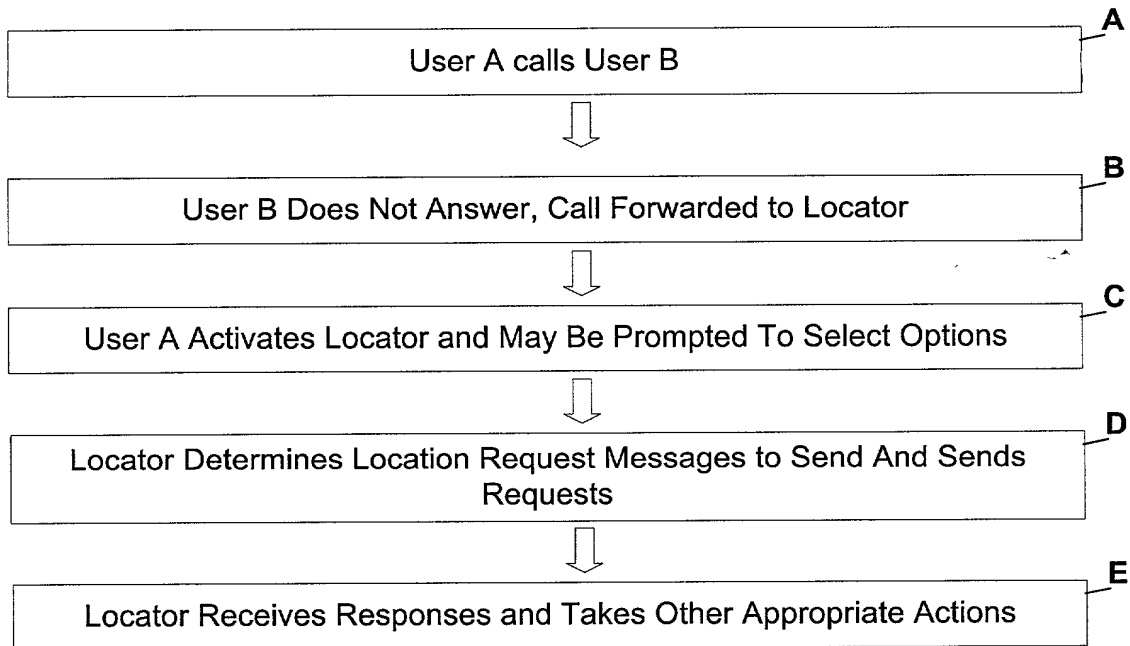 A
User A calls User B
B
User B Does Not Answer, Call Forwarded to Locator
C
User A Activates Locator and May Be Prompted To Select Options
D
Locator Determines Location Request Messages to Send And Sends
Requests
E
Locator Receives Responses and Takes Other Appropriate Actions